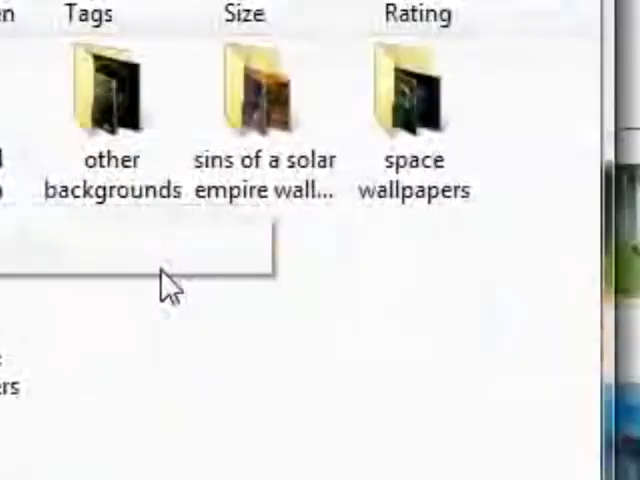 Tags Size Rating
other sins of a solar space
backgrounds empire wall... wallpapers